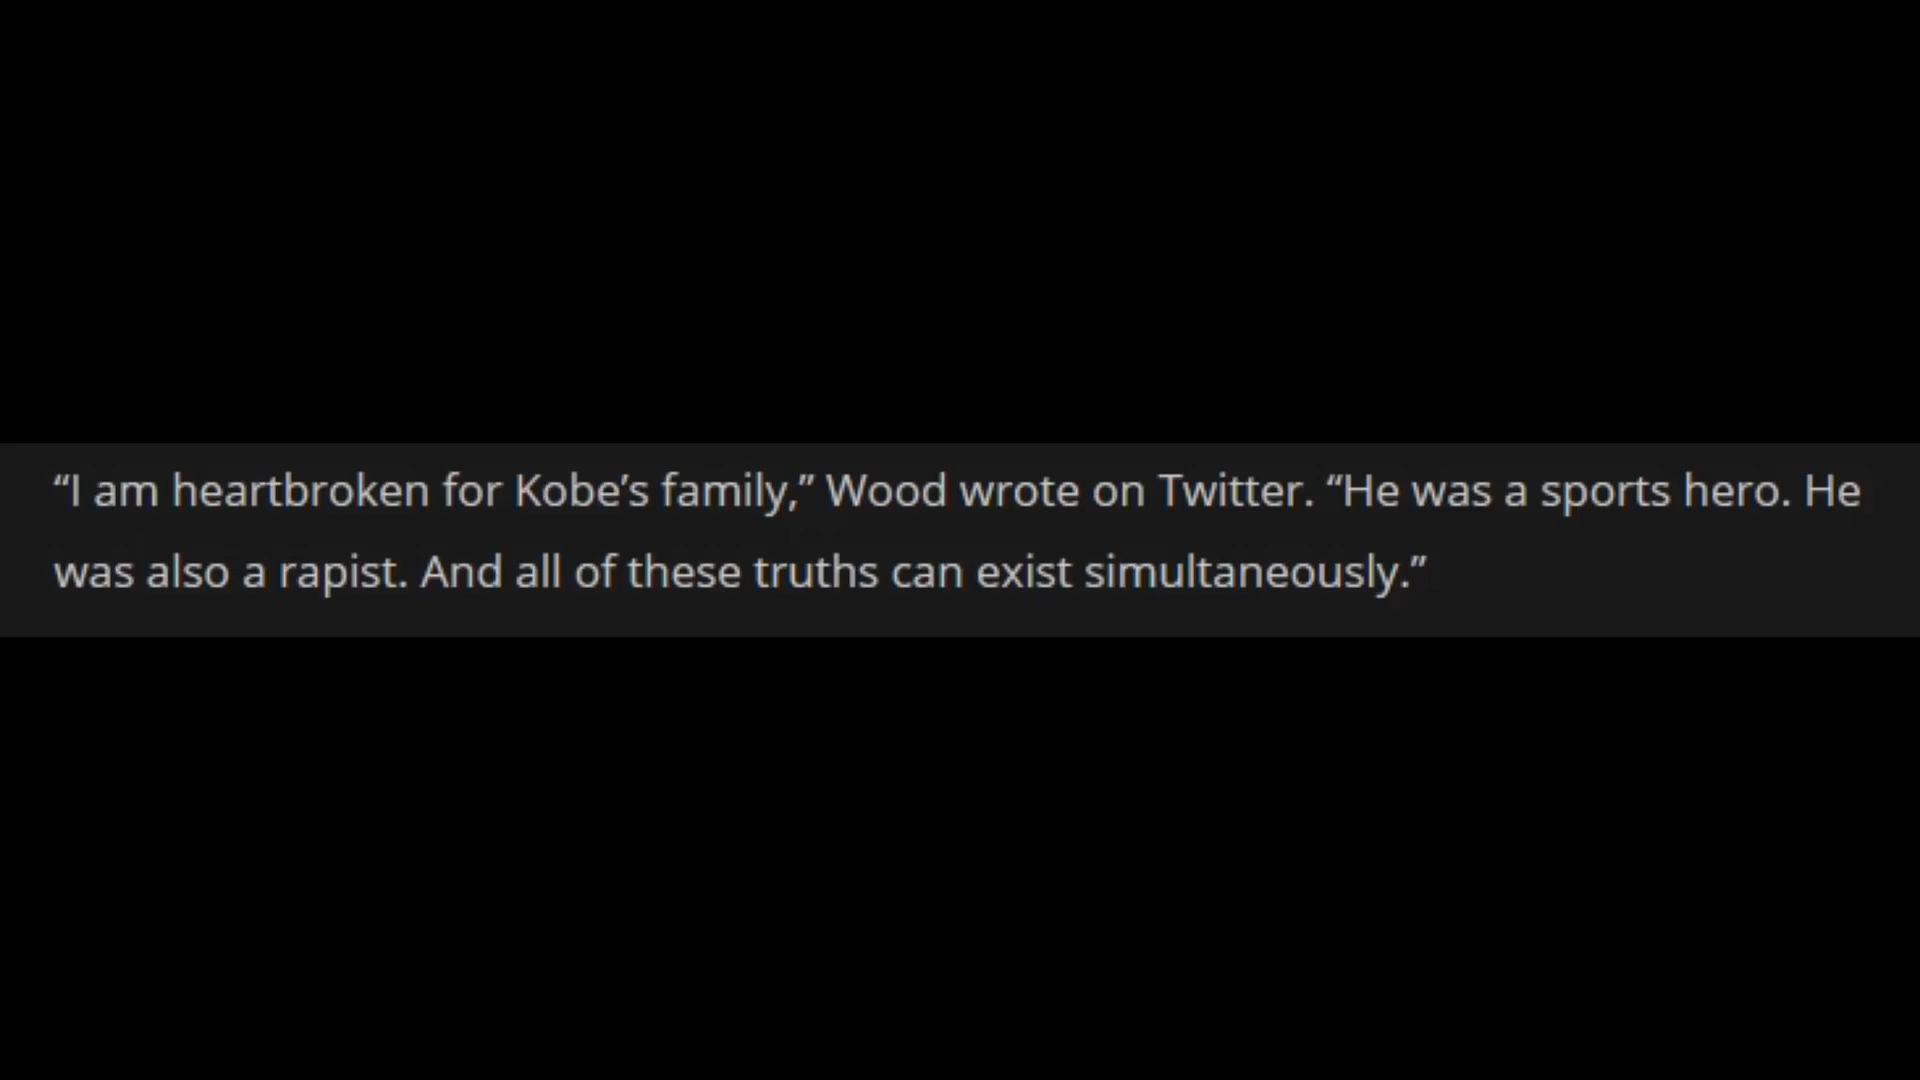 “I am heartbroken for Kobe’s family,” Wood wrote on Twitter. “He was a sports hero. He
was also a rapist. And all of these truths can exist simultaneously.”